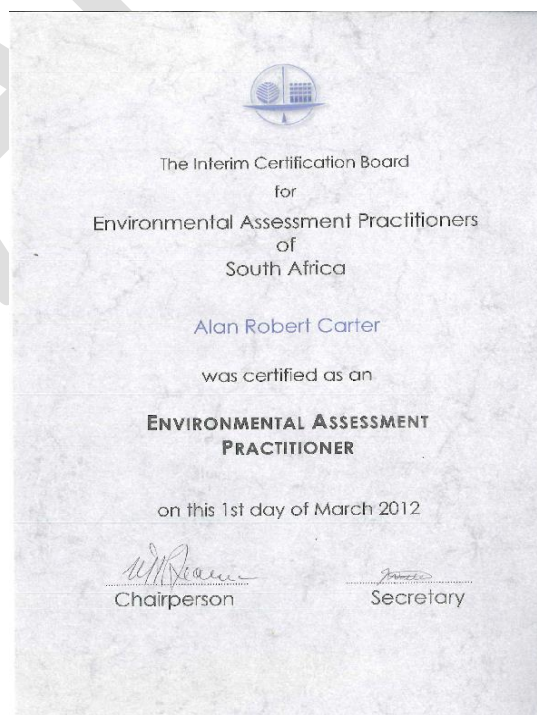 The Interim Certification Board
for
Environmental Assessment Practitioners
of
South Africa
Alan Robert Carter
was certified as an
ENVIRONMENTAL ASSESSMENT
PRACTITIONER
on this 1st day of March 2012
Chairperson
Secretary